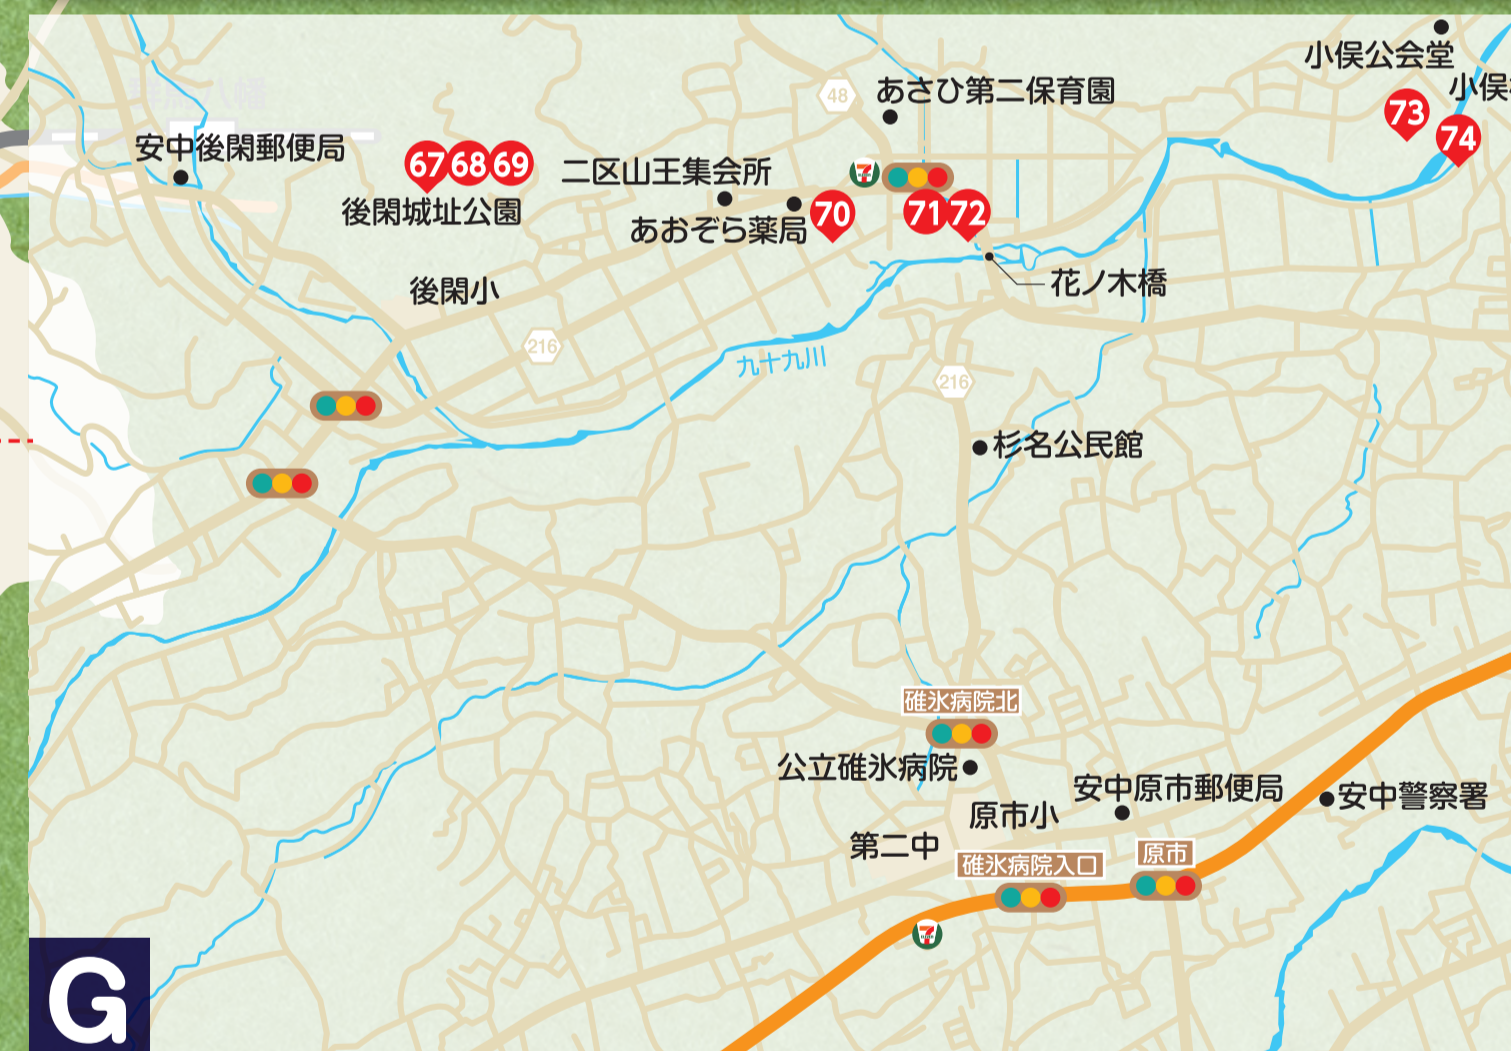 小俣公会堂
小俣
48
あさひ第二保育園
73
74
安中後閑郵便局
67 68 69
後閑城址公園
二区山王集会所
あおぞら薬局
70
7
71 72
花ノ木橋
後閑小
216
九十九川
216
杉名公民館
碓氷病院北
公立碓氷病院
安中原市郵便局
安中警察署
原市小
第二中
碓氷病院入口
原市
7
G